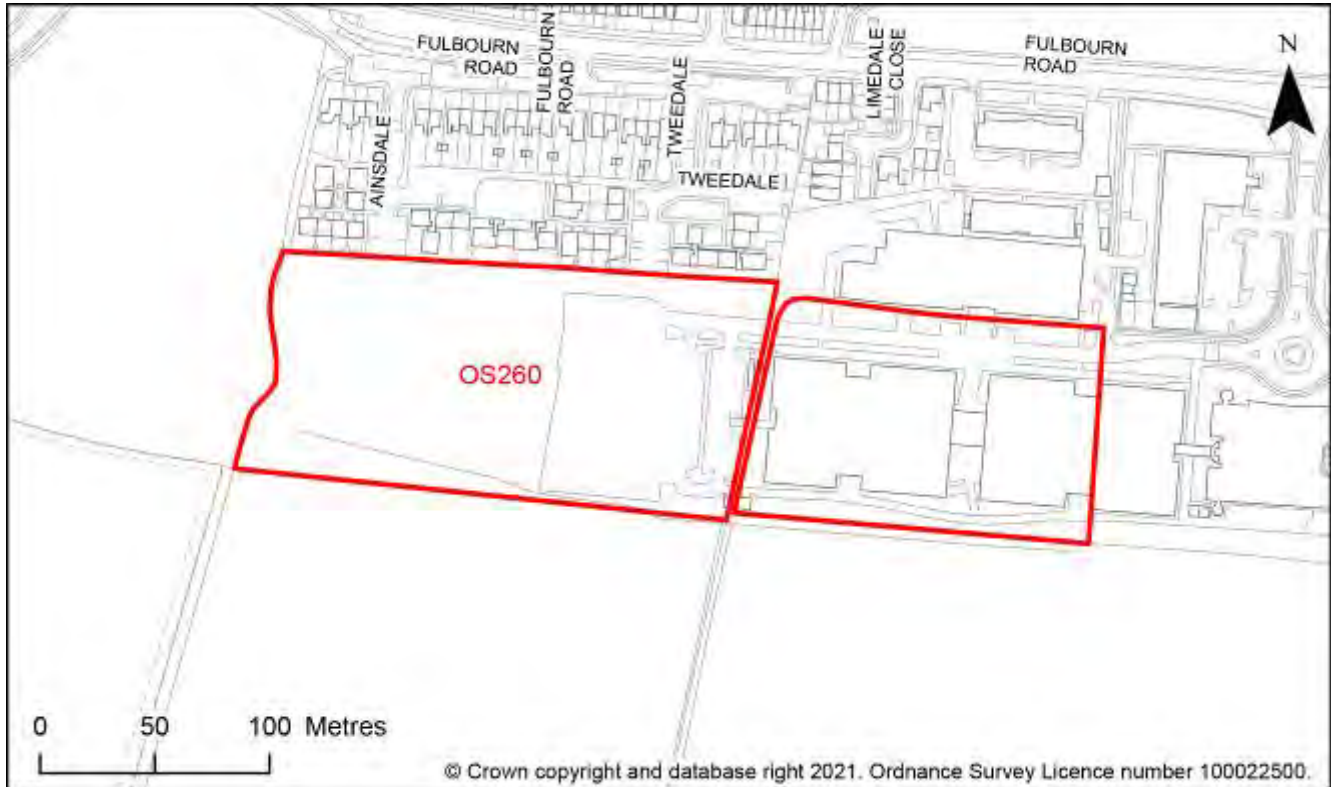 FULBOURN
ROAD
FULBOURN
ROAD
TWEEDALE
LIMEDALE
CLOSE
FULBOURN
ROAD
N
AINSDALE
TWEEDALE
OS260
0 50 100 Metres
© Crown copyright and database right 2021. Ordnance Survey Licence number 100022500.